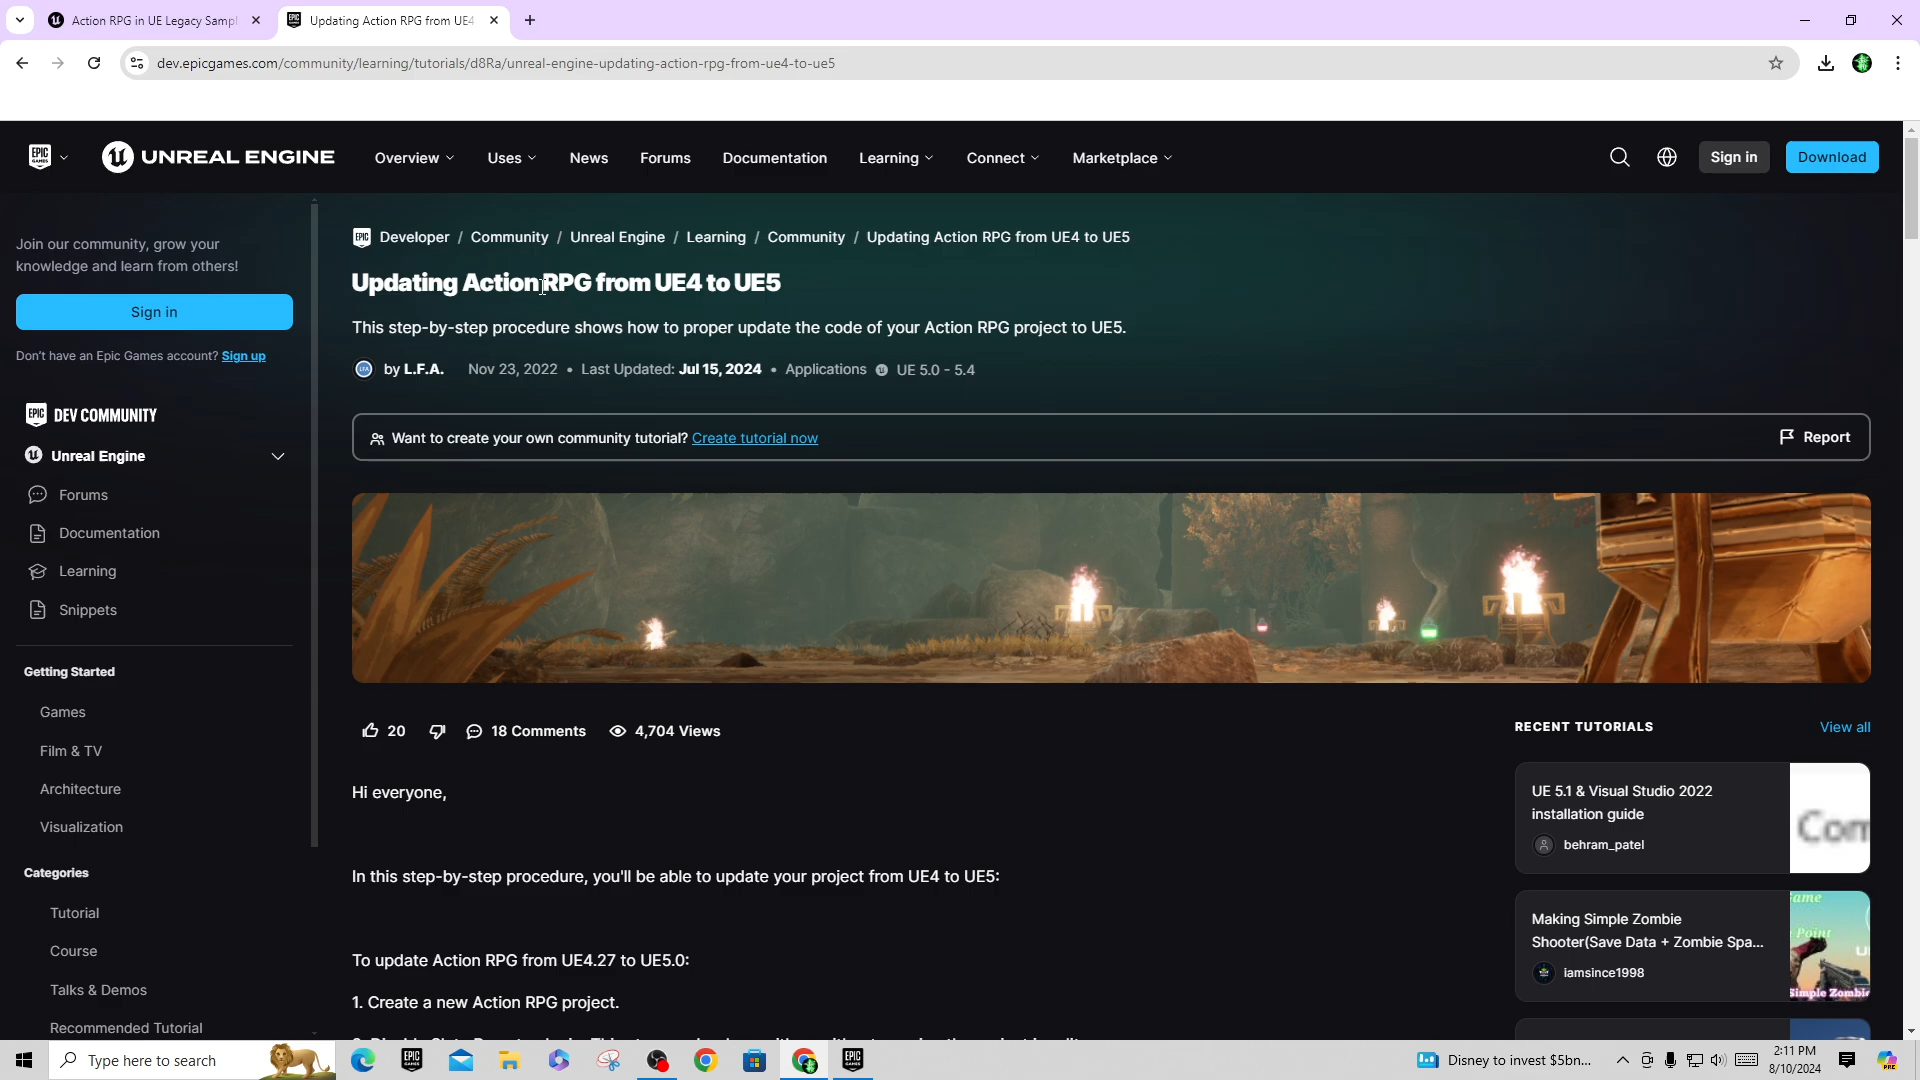 Action RPG in UE Legacy Sampl
Updating Action RPG from UE4
dev.epicgames.com/community/learning/tutorials/d8Ra/unreal-engine-updating-action-rpg-from-ue4-to-ue5
EPIC GAMES
UNREAL ENGINE
Overview
Uses
News
Forums
Documentation
Learning
Connect
Marketplace
Sign in
Download
Join our community, grow your
knowledge and learn from others!
Sign in
Don't have an Epic Games account? Sign up
EPIC DEV COMMUNITY
Unreal Engine
Forums
Documentation
Learning
Snippets
Getting Started
Games
Film & TV
Architecture
Visualization
Categories
Tutorial
Course
Talks & Demos
Recommended Tutorial
EPIC Developer / Community / Unreal Engine / Learning / Community / Updating Action RPG from UE4 to UE5
Updating Action RPG from UE4 to UE5
This step-by-step procedure shows how to proper update the code of your Action RPG project to UE5.
LFA by L.F.A. Nov 23, 2022 • Last Updated: Jul 15, 2024 • Applications UE 5.0 - 5.4
Want to create your own community tutorial? Create tutorial now
Report
20
18 Comments
4,704 Views
Hi everyone,
In this step-by-step procedure, you'll be able to update your project from UE4 to UE5:
To update Action RPG from UE4.27 to UE5.0:
1. Create a new Action RPG project.
RECENT TUTORIALS
View all
UE 5.1 & Visual Studio 2022
installation guide
behram_patel
Com
Making Simple Zombie
Shooter(Save Data + Zombie Spa...
iamsince1998
ame
Point
U
Simple Zombie
Type here to search
Disney to invest $5bn...
2:11 PM
8/10/2024
PRE